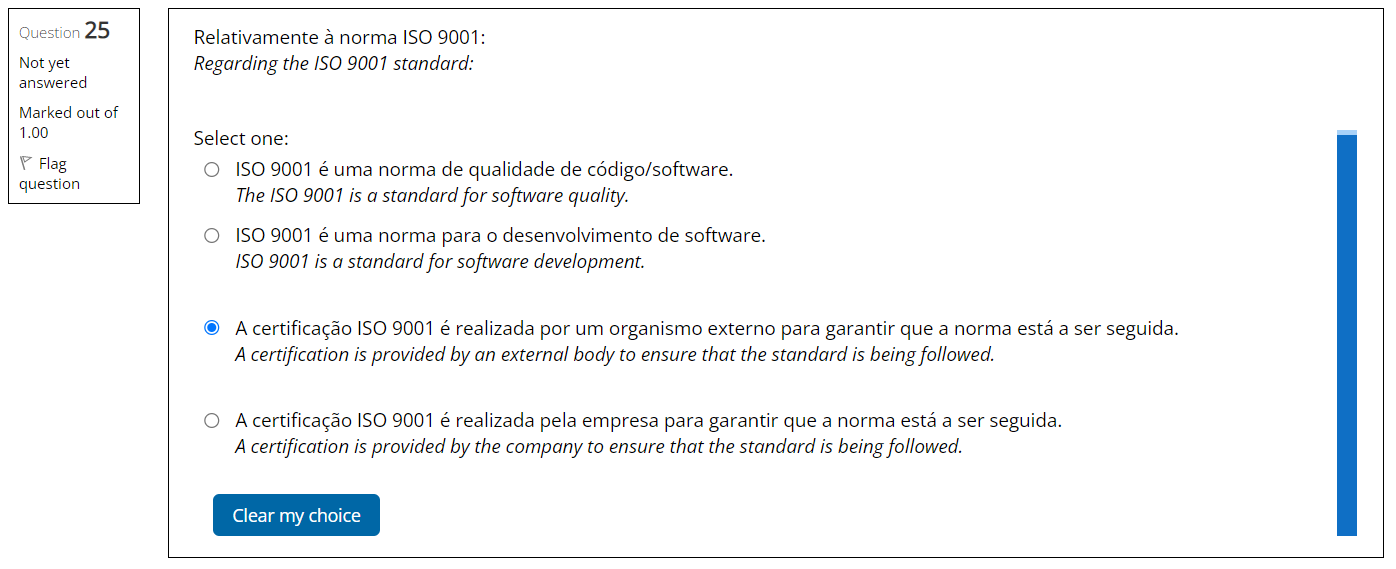 Question 25
Not yet
answered
Marked out of
1.00
Flag
question
Relativamente à norma ISO 9001:
Regarding the ISO 9001 standard:
Select one:
ISO 9001 é uma norma de qualidade de código/software.
The ISO 9001 is a standard for software quality.
ISO 9001 é uma norma para o desenvolvimento de software.
ISO 9001 is a standard for software development.
A certificação ISO 9001 é realizada por um organismo externo para garantir que a norma está a ser seguida.
A certification is provided by an external body to ensure that the standard is being followed.
A certificação ISO 9001 é realizada pela empresa para garantir que a norma está a ser seguida.
A certification is provided by the company to ensure that the standard is being followed.
Clear my choice